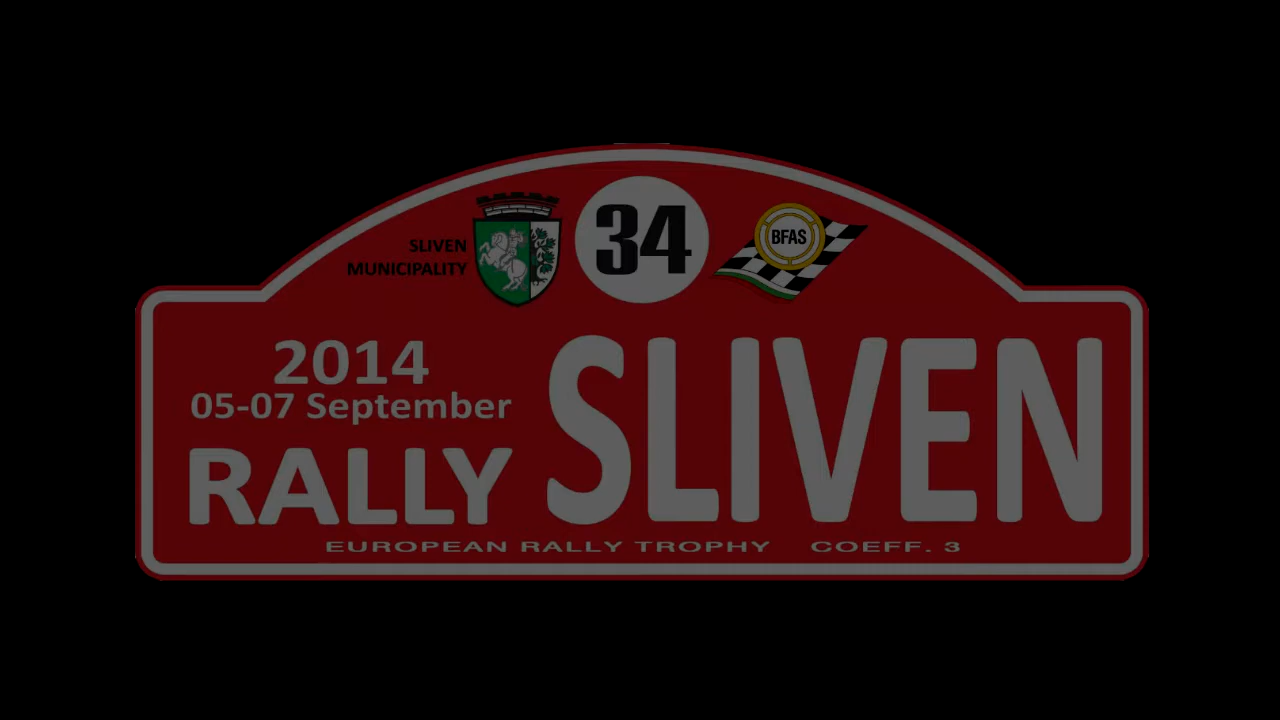 34
SLIVEN
MUNICIPALITY
BFAS
2014
05-07 September
RALLY SLIVEN
EUROPEAN RALLY TROPHY COEFF. 3